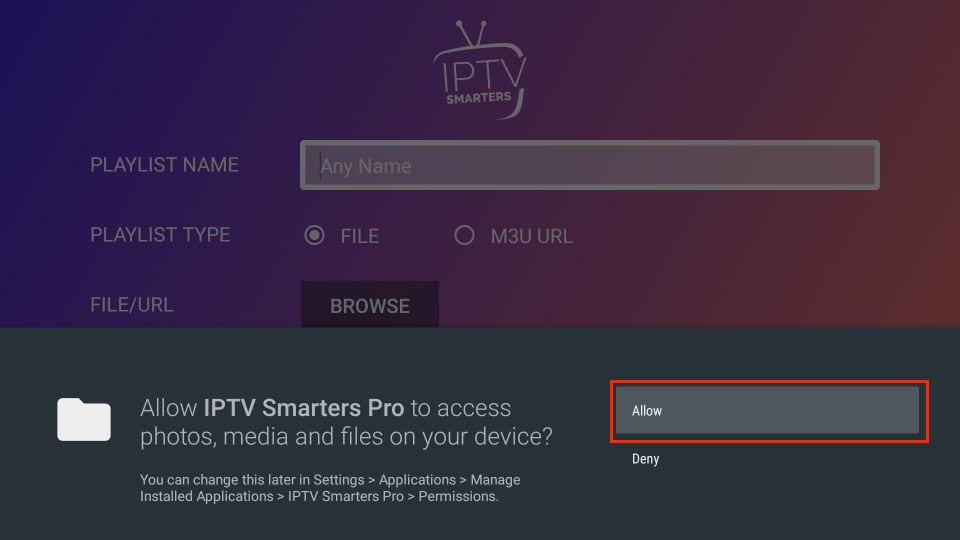 IPTV
SMARTERS
PLAYLIST NAME
Any Name
PLAYLIST TYPE
FILE
M3U URL
FILE/URL
BROWSE
Allow IPTV Smarters Pro to access
photos, media and files on your device?
You can change this later in Settings > Applications > Manage
Installed Applications > IPTV Smarters Pro > Permissions.
Allow
Deny